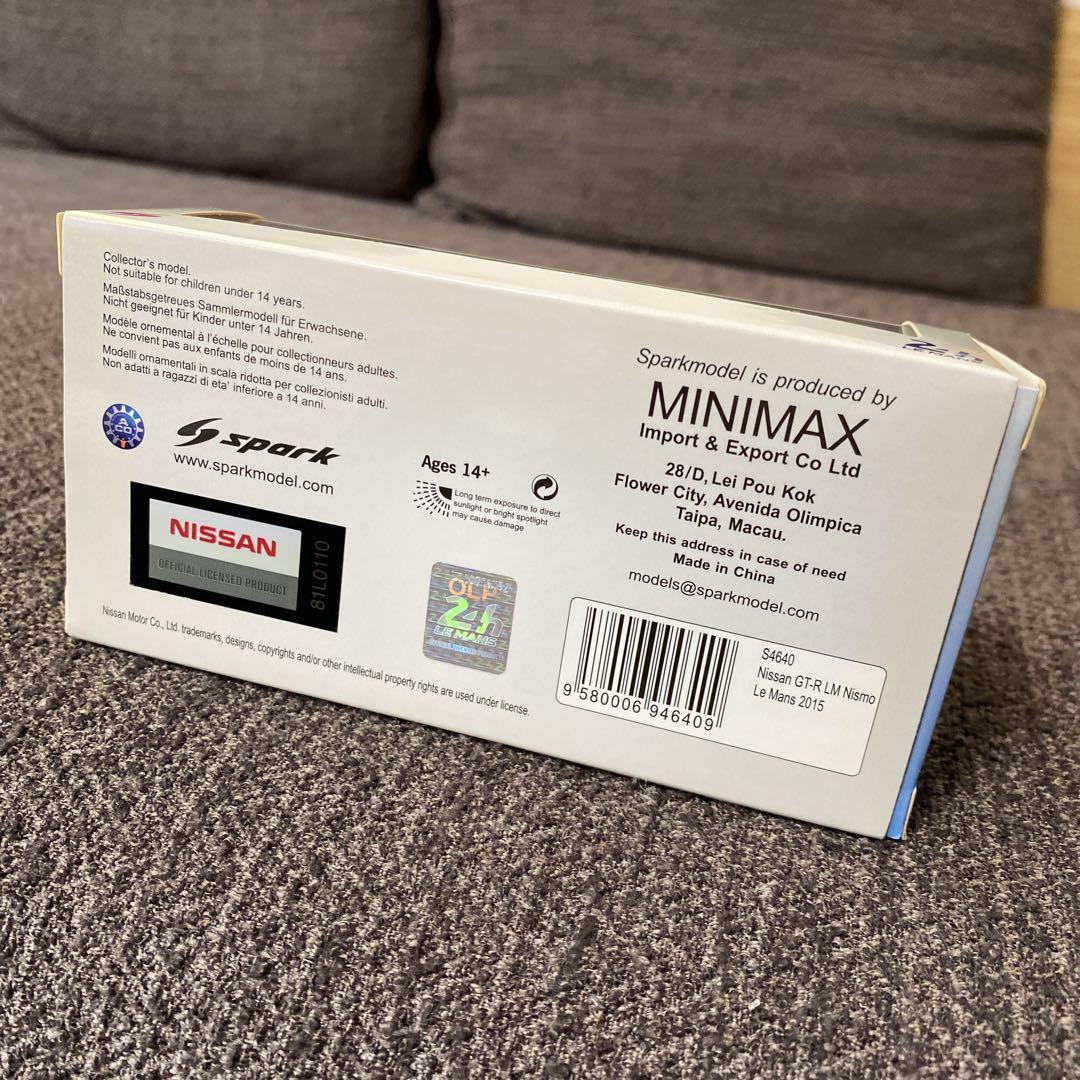 Collector's model.
Not suitable for children under 14 years.
Maßstabsgetreues Sammlermodell für Erwachsene.
Nicht geeignet für Kinder unter 14 Jahren.
Modèle ornemental à l'échelle pour collectionneurs adultes.
Ne convient pas aux enfants de moins de 14 ans.
Modelli ornamentali in scala ridotta per collezionisti adulti.
Non adatti a ragazzi di eta' inferiore a 14 anni.
ACO
spark
www.sparkmodel.com
NISSAN
OFFICIAL LICENSED PRODUCT
81L0110
Nissan Motor Co., Ltd. trademarks, designs, copyrights and/or other intellectual property rights are used under license.
Ages 14+
Long term exposure to direct
sunlight or bright spotlight
may cause damage
OLP
24h
LE MANS
Sparkmodel is produced by
MINIMAX
Import & Export Co Ltd
28/D, Lei Pou Kok
Flower City, Avenida Olimpica
Taipa, Macau.
Keep this address in case of need
Made in China
models@sparkmodel.com
9 580006 946409
S4640
Nissan GT-R LM Nismo
Le Mans 2015